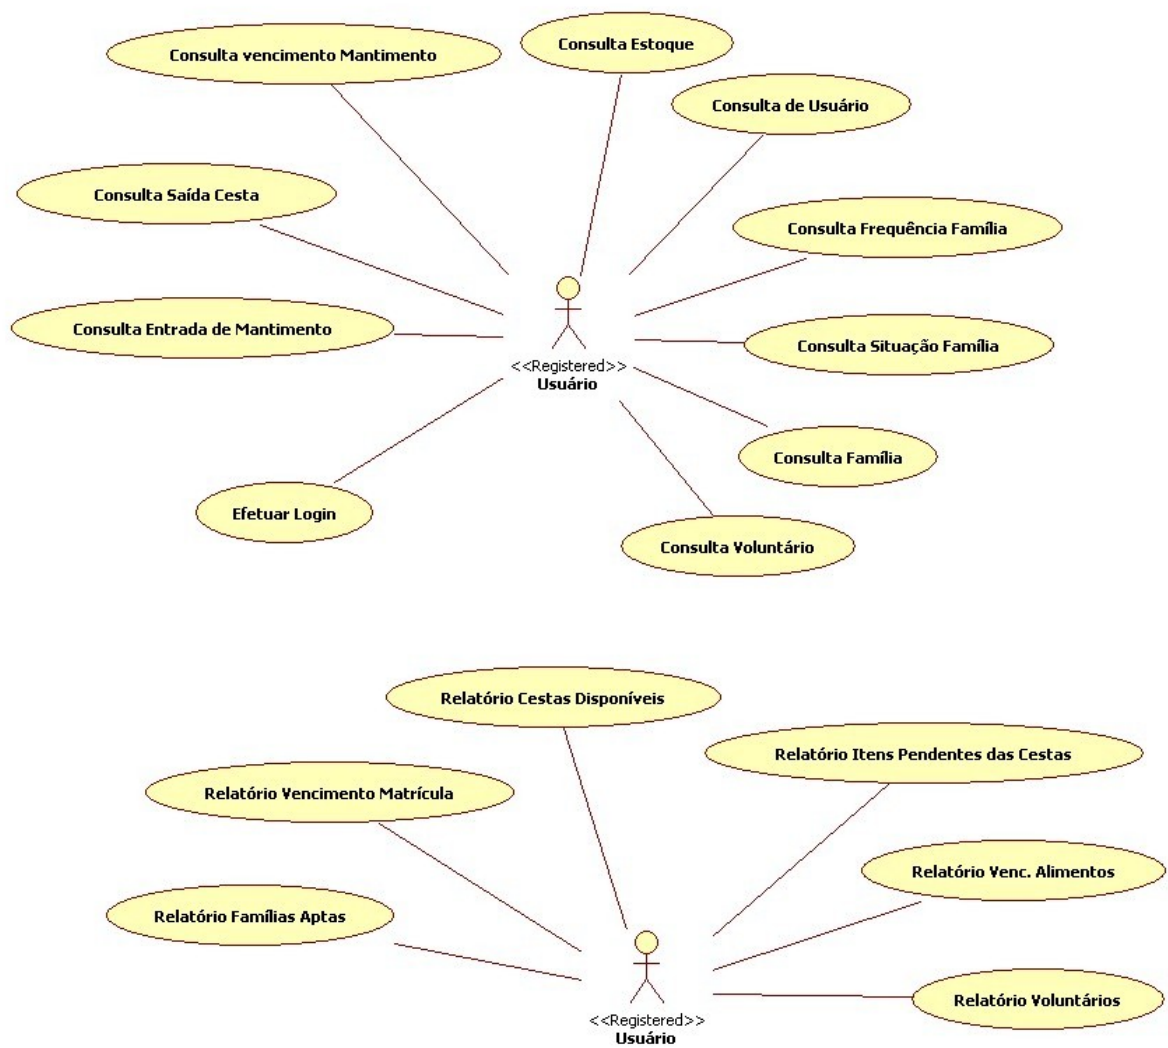 Consulta vencimento Mantimento
Consulta Estoque
Consulta de Usuário
Consulta Saída Cesta
Consulta Frequência Família
Consulta Entrada de Mantimento
Consulta Situação Família
<<Registered>>
Usuário
Consulta Família
Efetuar Login
Consulta Voluntário
Relatório Cestas Disponíveis
Relatório Itens Pendentes das Cestas
Relatório Vencimento Matrícula
Relatório Venc. Alimentos
Relatório Famílias Aptas
Relatório Voluntários
<<Registered>>
Usuário